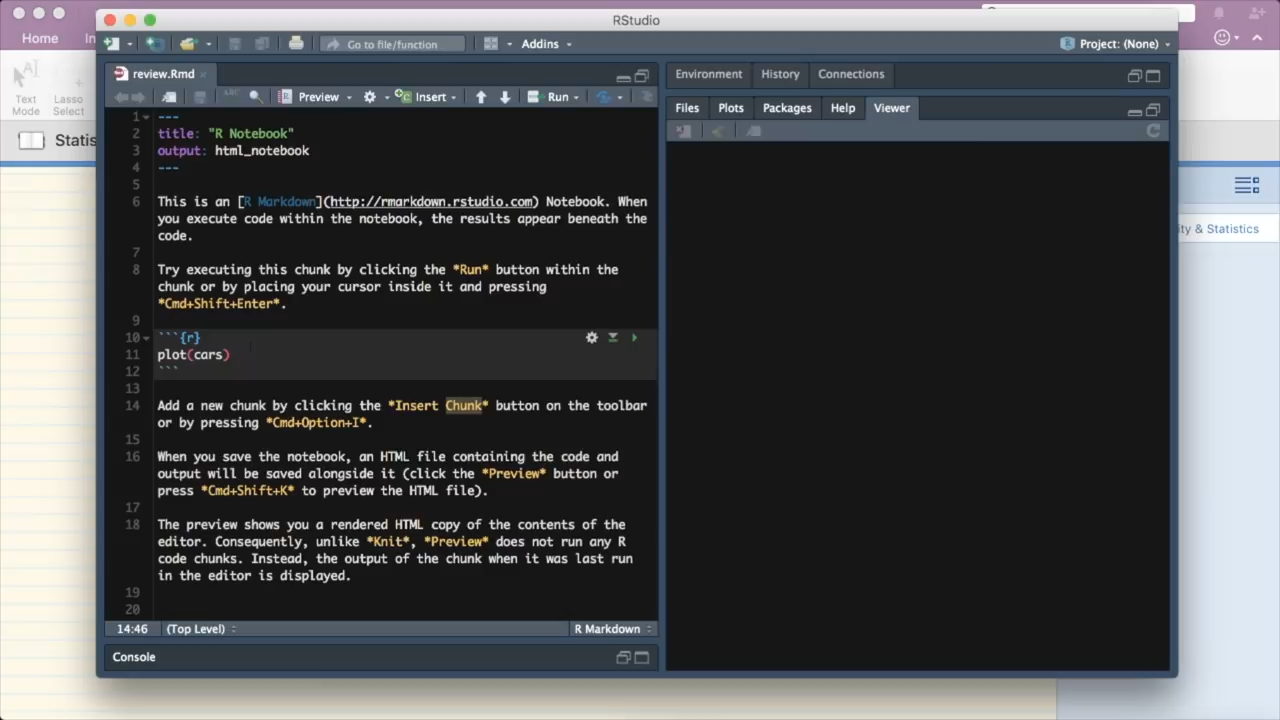 RStudio
Home
In
Go to file/function
Addins
Project: (None)
Text
Mode
Lasso
Select
Statis
review.Rmd
Preview
Insert
Run
Environment
History
Connections
Files
Plots
Packages
Help
Viewer
1 ---
2 title: "R Notebook"
3 output: html_notebook
4 ---
5
6 This is an [R Markdown](http://rmarkdown.rstudio.com) Notebook. When
you execute code within the notebook, the results appear beneath the
code.
7
8 Try executing this chunk by clicking the *Run* button within the
chunk or by placing your cursor inside it and pressing
*Cmd+Shift+Enter*.
9
10 ```{r}
11 plot(cars)
12 ```
13
14 Add a new chunk by clicking the *Insert Chunk* button on the toolbar
or by pressing *Cmd+Option+I*.
15
16 When you save the notebook, an HTML file containing the code and
output will be saved alongside it (click the *Preview* button or
press *Cmd+Shift+K* to preview the HTML file).
17
18 The preview shows you a rendered HTML copy of the contents of the
editor. Consequently, unlike *Knit*, *Preview* does not run any R
code chunks. Instead, the output of the chunk when it was last run
in the editor is displayed.
19
20
14:46 (Top Level)
R Markdown
Console
ity & Statistics